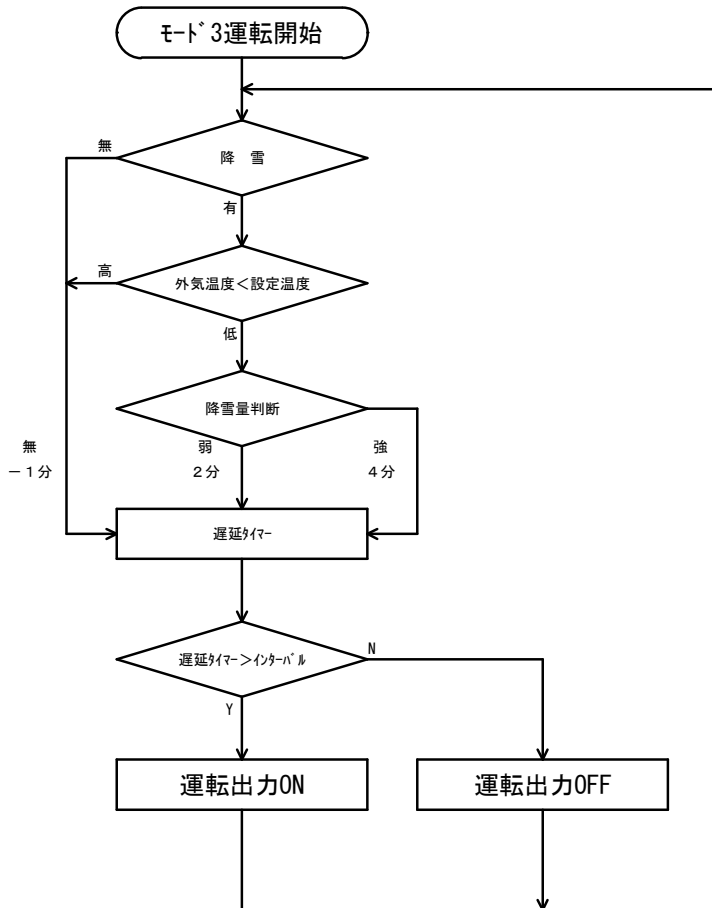 ﾓｰﾄﾞ3運転開始
降　雪
無
有
外気温度＜設定温度
高
低
降雪量判断
無
－１分
弱
２分
強
４分
遅延ﾀｲﾏｰ
遅延ﾀｲﾏｰ＞ｲﾝﾀｰﾊﾞﾙ
N
Y
運転出力ON
運転出力OFF